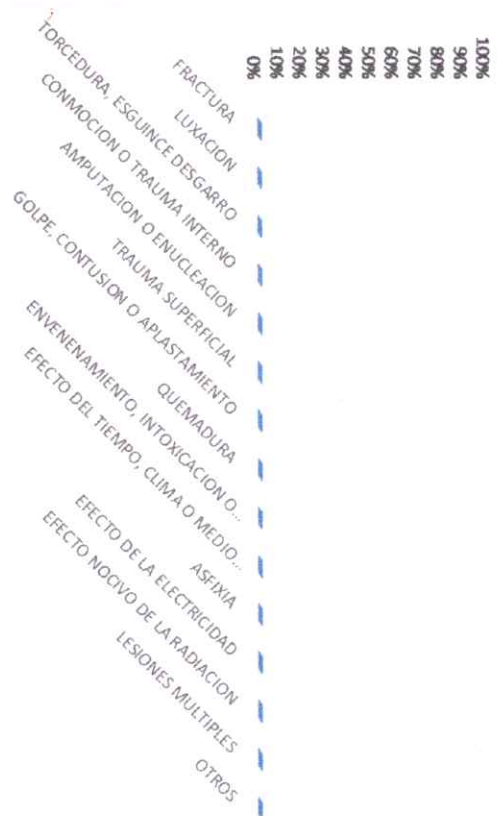 100%
90%
80%
70%
60%
50%
40%
30%
20%
10%
0%
FRACTURA
LUXACION
TORCEDURA, ESGUINCE DESGARRO
CONMOCION O TRAUMA INTERNO
AMPUTACION O ENUCLEACION
TRAUMA SUPERFICIAL
GOLPE, CONTUSION O APLASTAMIENTO
QUEMADURA
ENVENENAMIENTO, INTOXICACION O...
EFECTO DEL TIEMPO, CLIMA O MEDIO...
ASFIXIA
EFECTO DE LA ELECTRICIDAD
EFECTO NOCIVO DE LA RADIACION
LESIONES MULTIPLES
OTROS